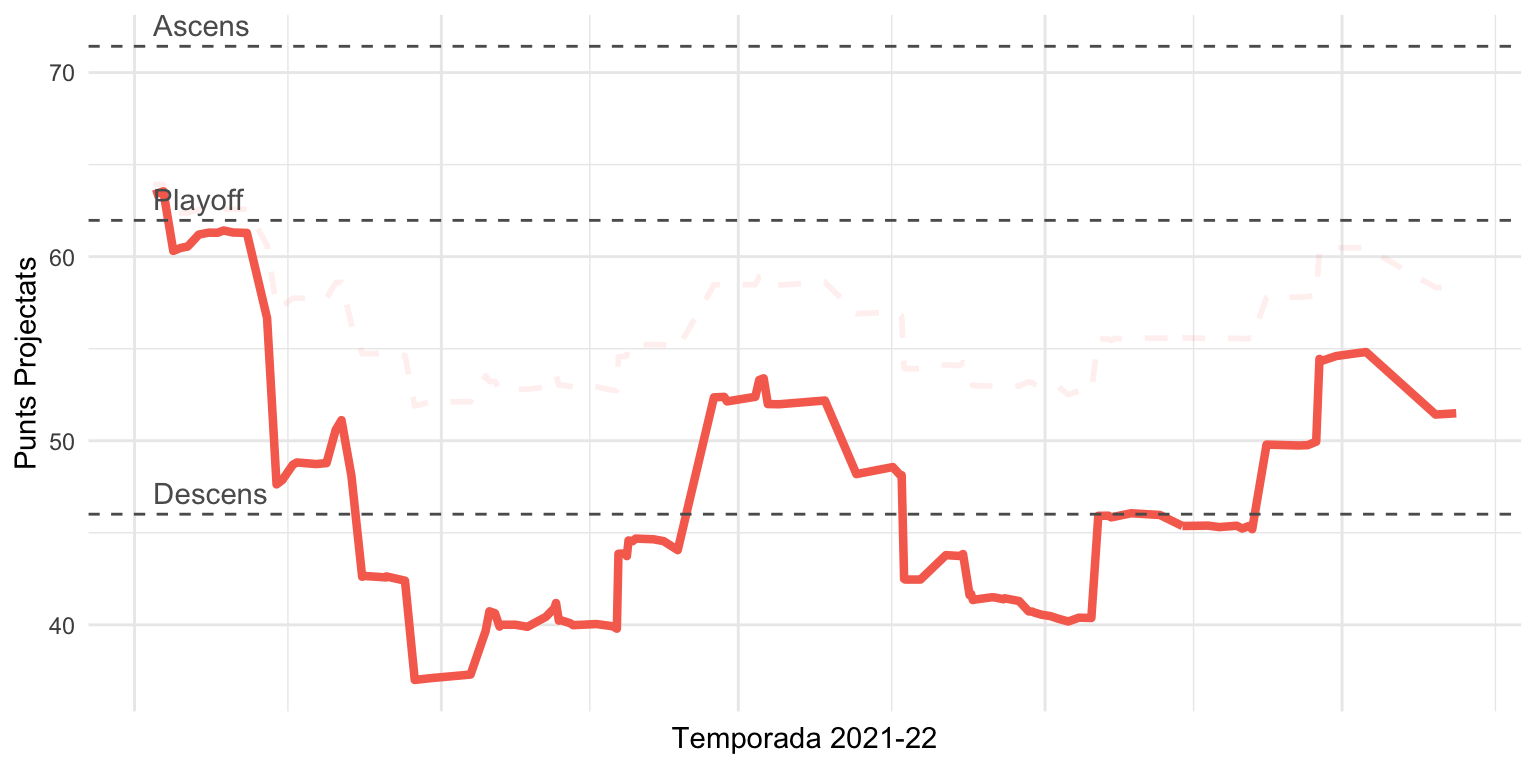 Ascens
70
Playoff
60
Punts Projectats
50
Descens
40
Temporada 2021-22